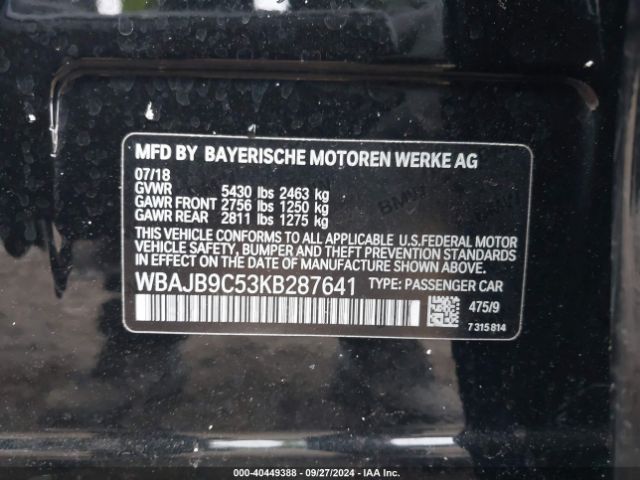 MFD BY BAYERISCHE MOTOREN WERKE AG
07/18
GVWR 5430 lbs 2463 kg
GAWR FRONT 2756 lbs 1250 kg
GAWR REAR 2811 lbs 1275 kg
THIS VEHICLE CONFORMS TO ALL APPLICABLE U.S.FEDERAL MOTOR
VEHICLE SAFETY, BUMPER AND THEFT PREVENTION STANDARDS
IN EFFECT ON THE DATE OF MANUFACTURE SHOWN ABOVE.
WBAJB9C53KB287641 TYPE: PASSENGER CAR
475/9
7315814
000-40449388 - 09/27/2024 - IAA Inc.